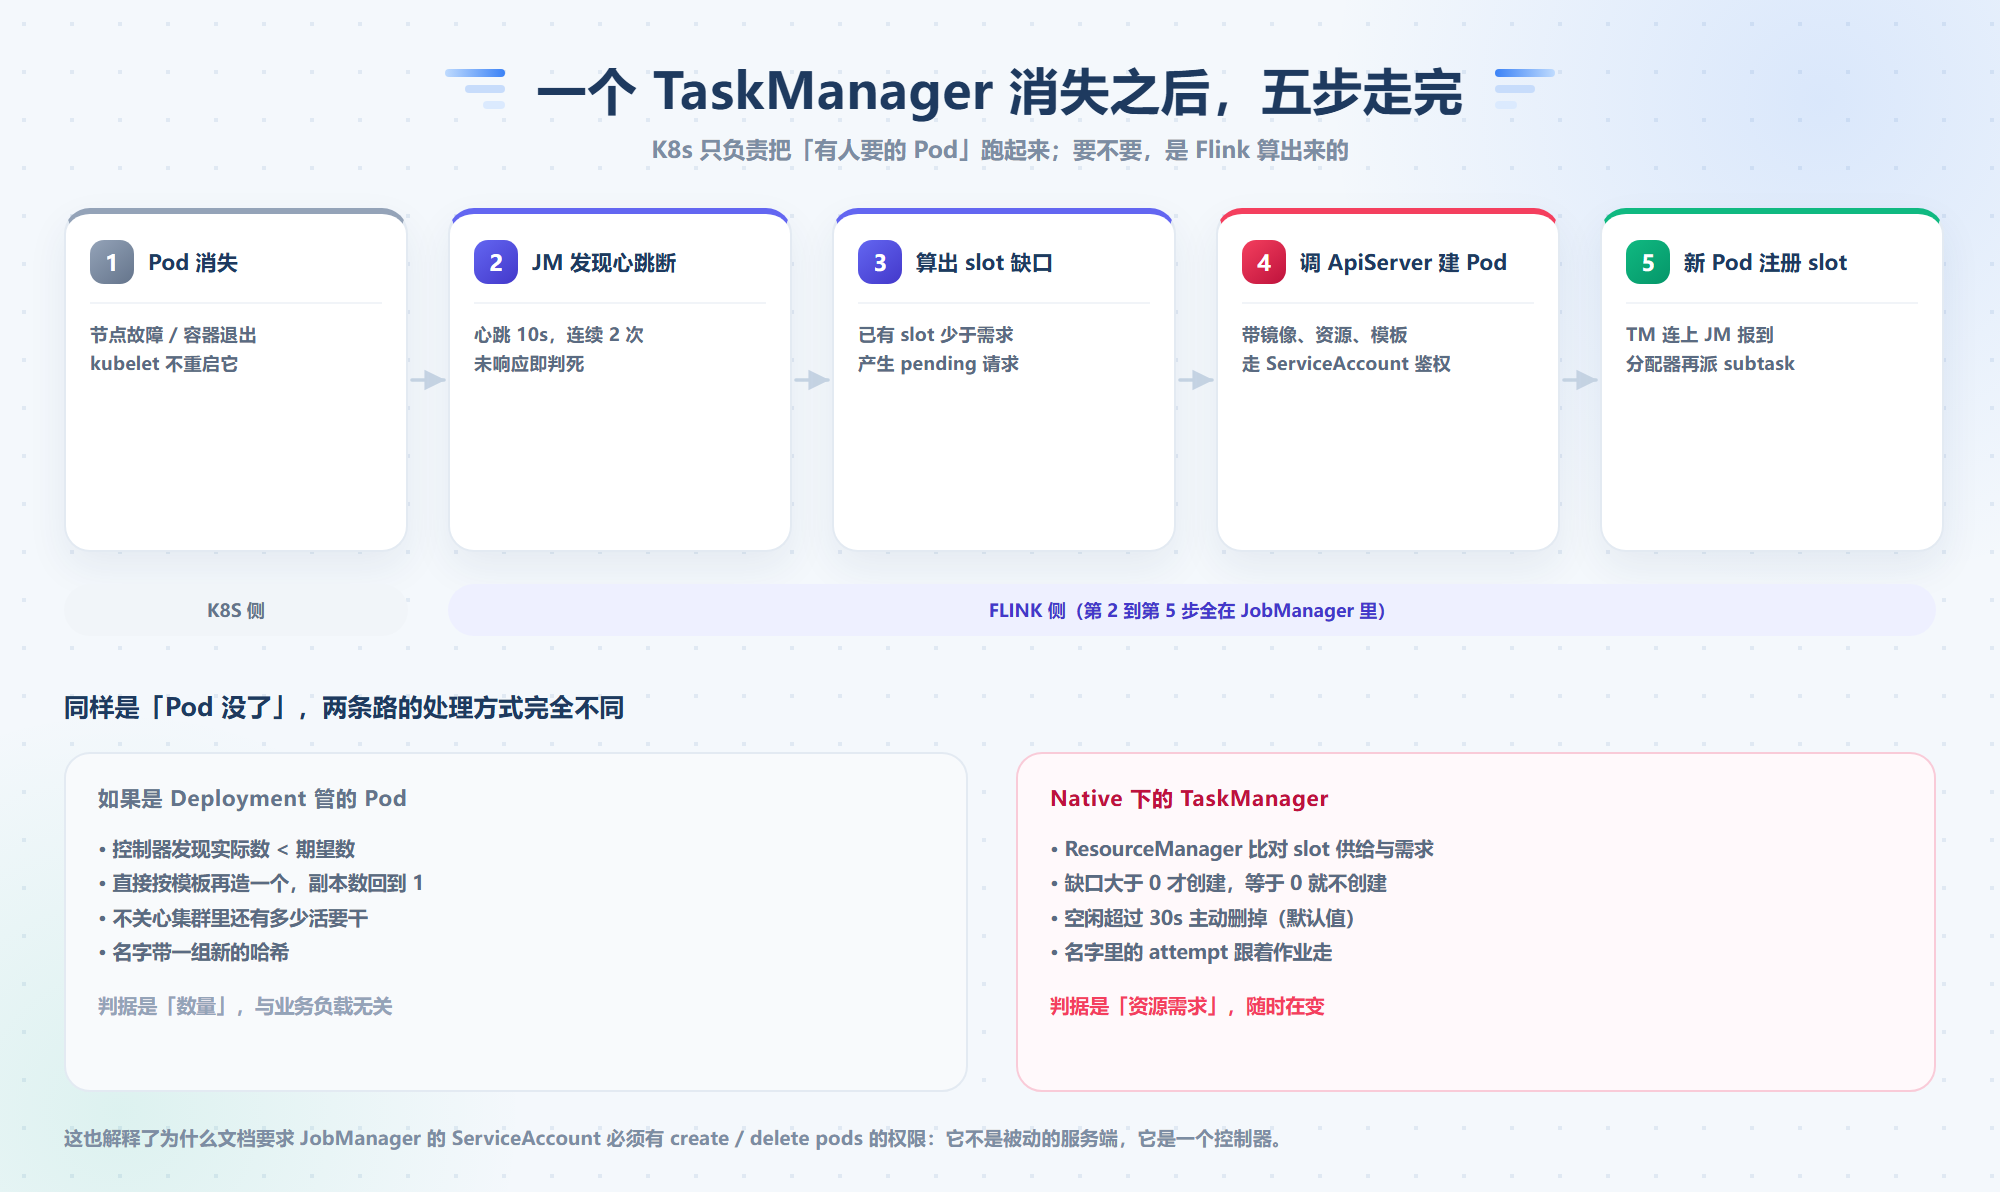 一个 TaskManager 消失之后，五步走完
K8s 只负责把「有人要的 Pod」跑起来；要不要，是 Flink 算出来的
1 Pod 消失
节点故障 / 容器退出
kubelet 不重启它
2 JM 发现心跳断
心跳 10s，连续 2 次
未响应即判死
3 算出 slot 缺口
已有 slot 少于需求
产生 pending 请求
4 调 ApiServer 建 Pod
带镜像、资源、模板
走 ServiceAccount 鉴权
5 新 Pod 注册 slot
TM 连上 JM 报到
分配器再派 subtask
K8S 侧
FLINK 侧（第 2 到第 5 步全在 JobManager 里）
同样是「Pod 没了」，两条路的处理方式完全不同
如果是 Deployment 管的 Pod
• 控制器发现实际数 < 期望数
• 直接按模板再造一个，副本数回到 1
• 不关心集群里还有多少活要干
• 名字带一组新的哈希
判据是「数量」，与业务负载无关
Native 下的 TaskManager
• ResourceManager 比对 slot 供给与需求
• 缺口大于 0 才创建，等于 0 就不创建
• 空闲超过 30s 主动删掉（默认值）
• 名字里的 attempt 跟着作业走
判据是「资源需求」，随时在变
这也解释了为什么文档要求 JobManager 的 ServiceAccount 必须有 create / delete pods 的权限：它不是被动的服务端，它是一个控制器。